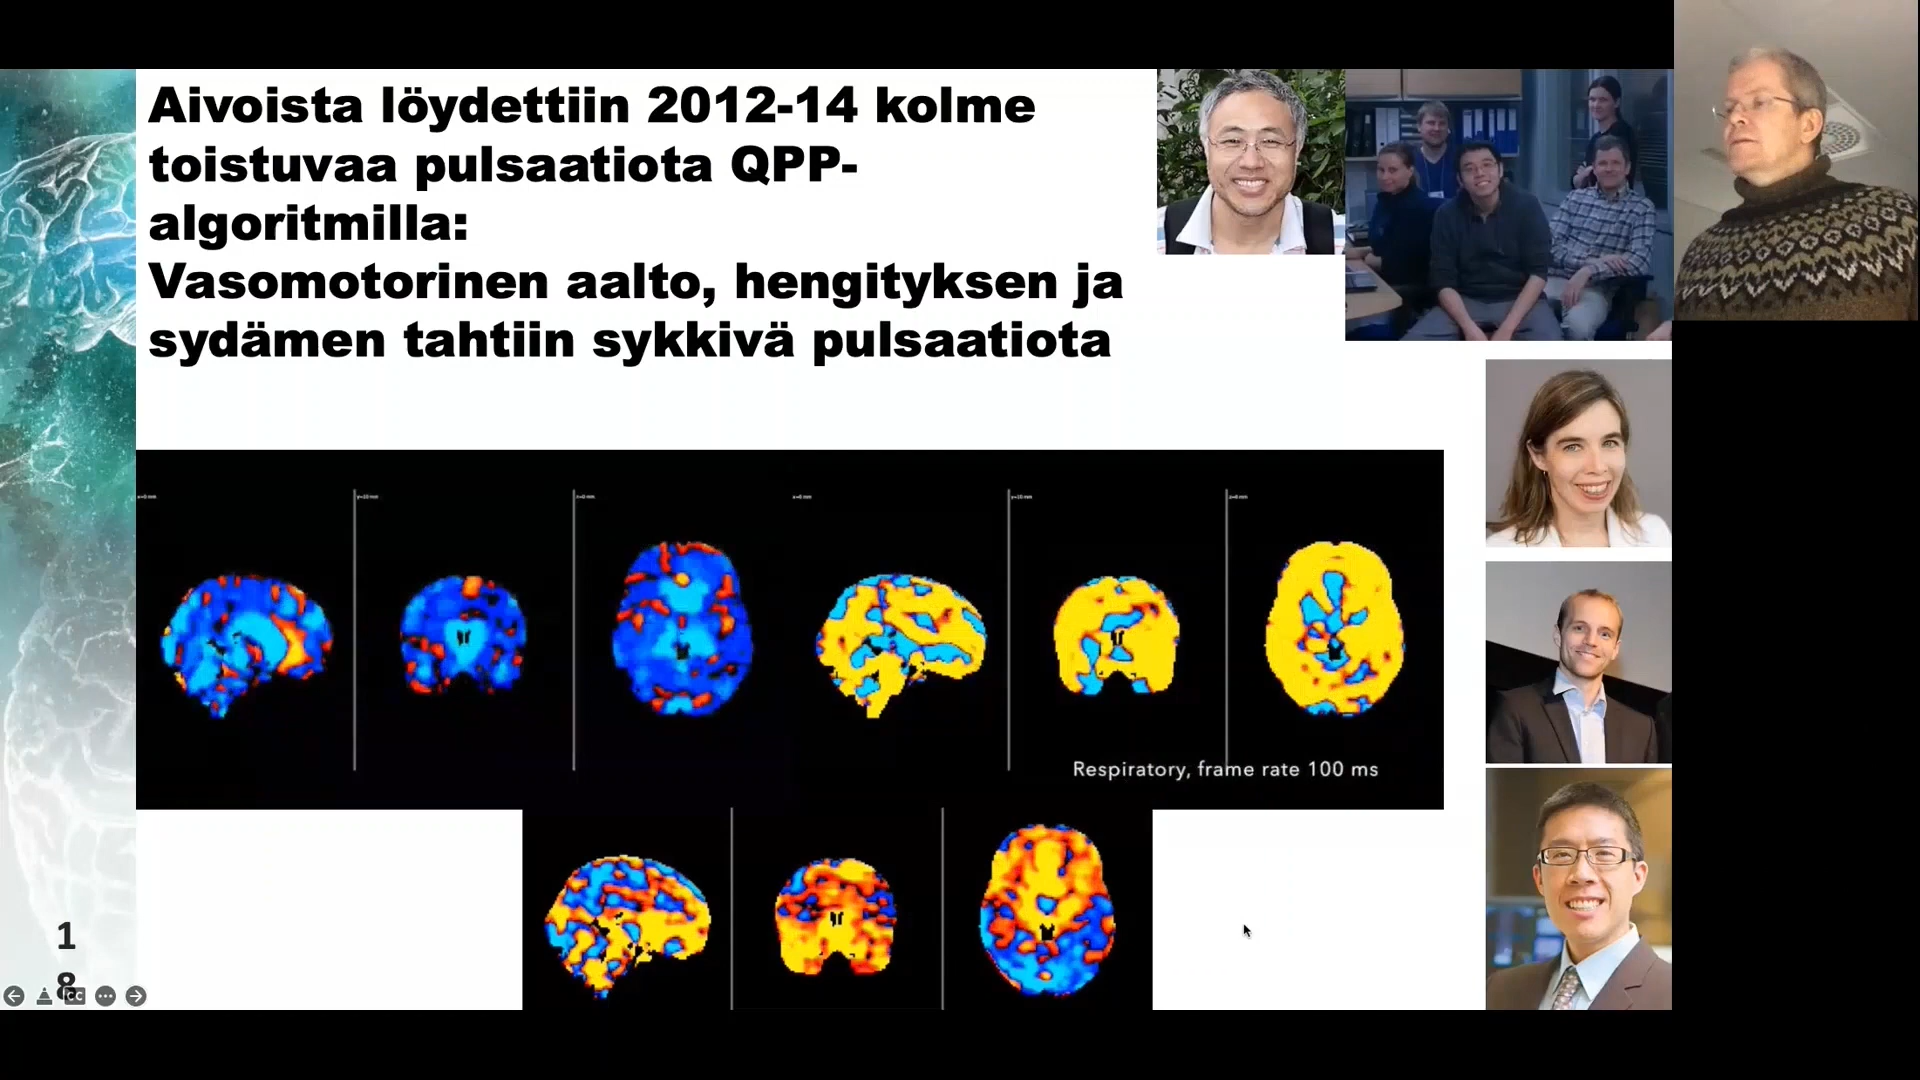 Aivoista löydettiin 2012-14 kolme
toistuvaa pulsaatiota QPP-
algoritmilla:
Vasomotorinen aalto, hengityksen ja
sydämen tahtiin sykkivä pulsaatiota
Respiratory, frame rate 100 ms
1
8